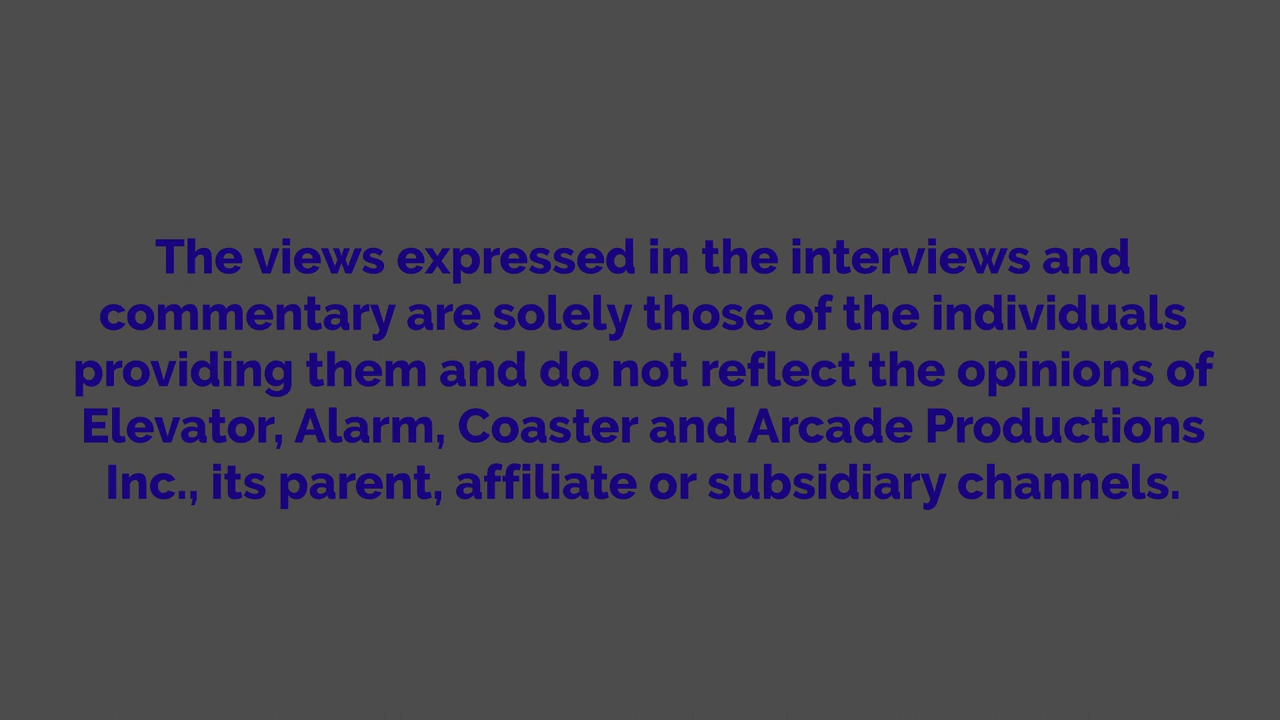 The views expressed in the interviews and
commentary are solely those of the individuals
providing them and do not reflect the opinions of
Elevator, Alarm, Coaster and Arcade Productions
Inc., its parent, affiliate or subsidiary channels.